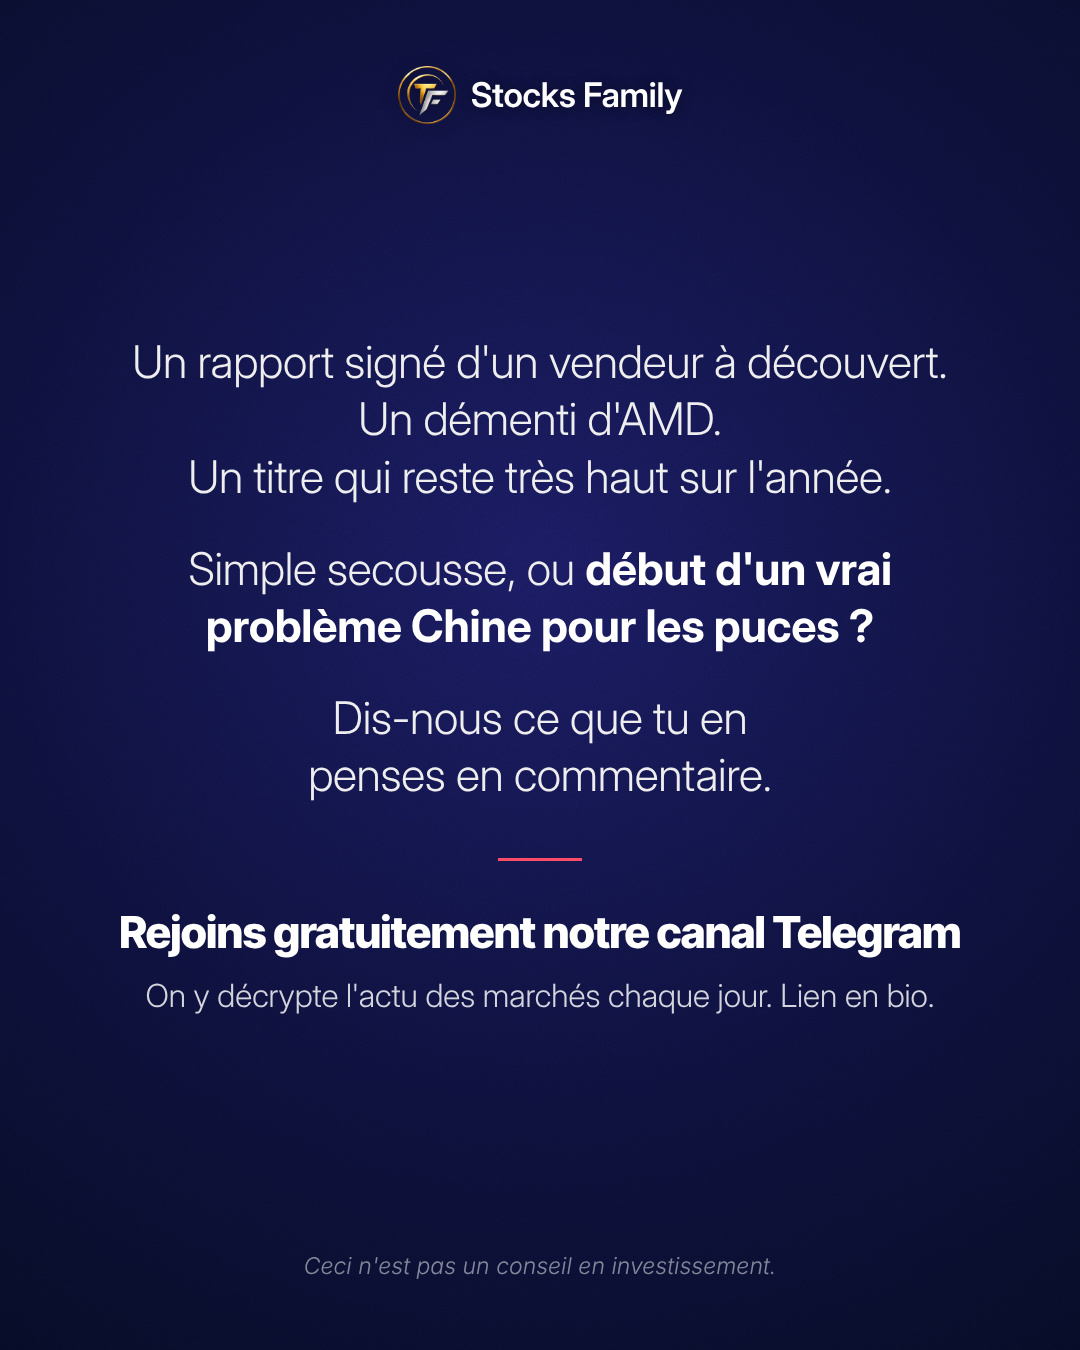 TF Stocks Family
Un rapport signé d'un vendeur à découvert.
Un démenti d'AMD.
Un titre qui reste très haut sur l'année.
Simple secousse, ou début d'un vrai
problème Chine pour les puces ?
Dis-nous ce que tu en
penses en commentaire.
Rejoins gratuitement notre canal Telegram
On y décrypte l'actu des marchés chaque jour. Lien en bio.
Ceci n'est pas un conseil en investissement.